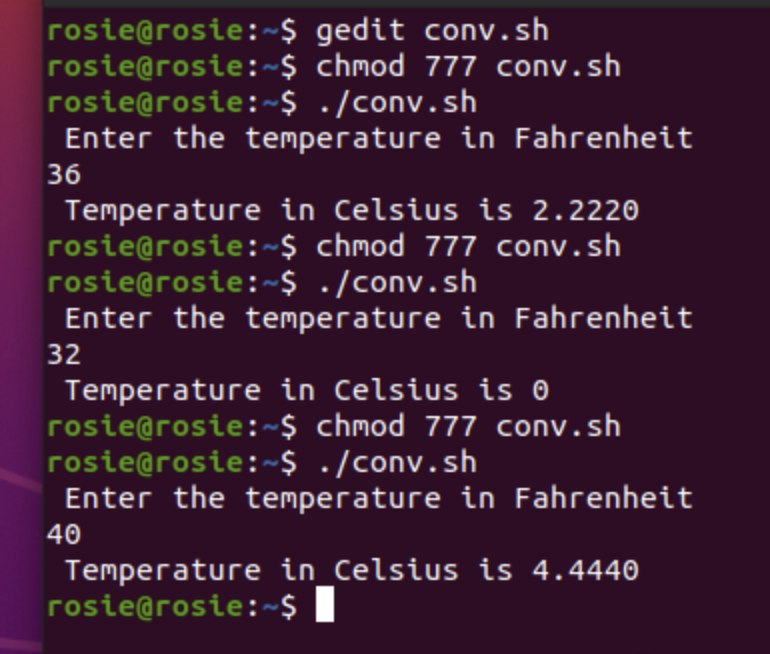 rosie@rosie:~$ gedit conv.sh
rosie@rosie:~$ chmod 777 conv.sh
rosie@rosie:~$ ./conv.sh
 Enter the temperature in Fahrenheit
36
 Temperature in Celsius is 2.2220
rosie@rosie:~$ chmod 777 conv.sh
rosie@rosie:~$ ./conv.sh
 Enter the temperature in Fahrenheit
32
 Temperature in Celsius is 0
rosie@rosie:~$ chmod 777 conv.sh
rosie@rosie:~$ ./conv.sh
 Enter the temperature in Fahrenheit
40
 Temperature in Celsius is 4.4440
rosie@rosie:~$